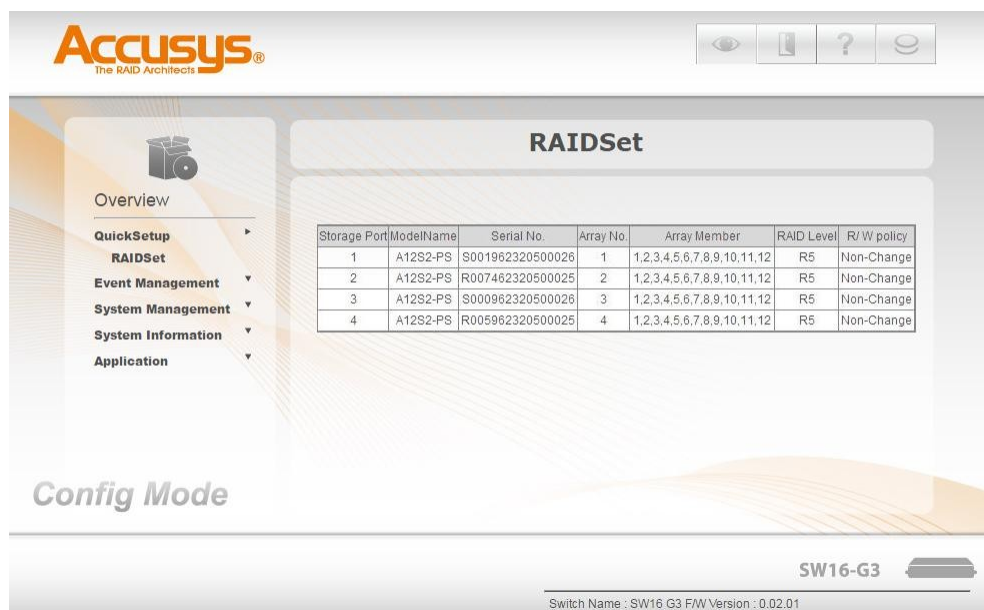 Accusys®
The RAID Architects
?
RAIDSet
Overview
QuickSetup
RAIDSet
Event Management
System Management
System Information
Application
Storage Port ModelName Serial No. Array No. Array Member RAID Level R/W policy
1 A12S2-PS S001962320500026 1 1,2,3,4,5,6,7,8,9,10,11,12 R5 Non-Change
2 A12S2-PS R007462320500025 2 1,2,3,4,5,6,7,8,9,10,11,12 R5 Non-Change
3 A12S2-PS S000962320500026 3 1,2,3,4,5,6,7,8,9,10,11,12 R5 Non-Change
4 A12S2-PS R005962320500025 4 1,2,3,4,5,6,7,8,9,10,11,12 R5 Non-Change
Config Mode
SW16-G3
Switch Name : SW16 G3 F/W Version : 0.02.01